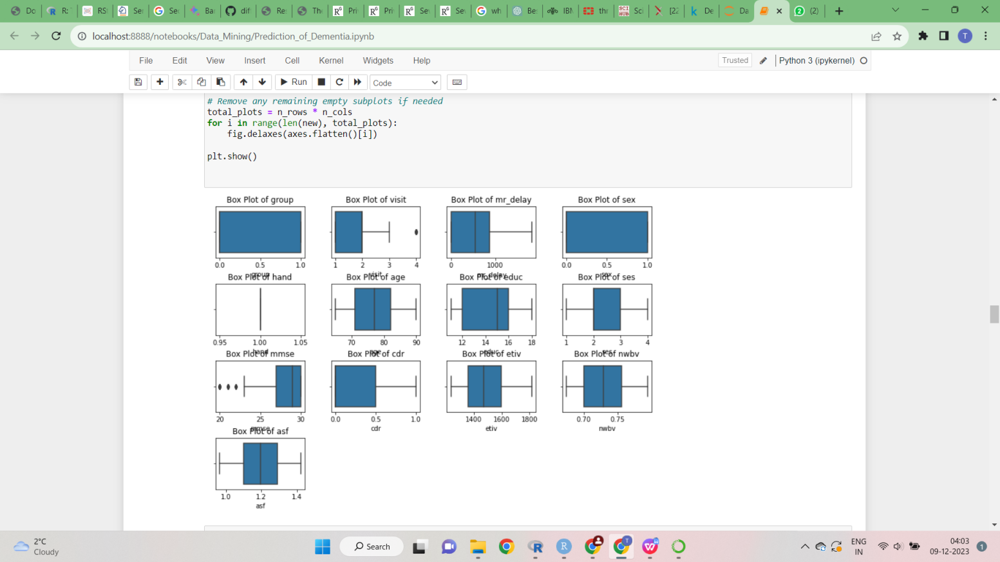 Do
R: 
RS
Ser
G Sec
Bar
dif
Re
Th
Pri
Pri
Sev
Sev
wh
Be
IBM
thr
Sci
[22
De
Da
(2)
localhost:8888/notebooks/Data_Mining/Prediction_of_Dementia.ipynb
T
File Edit View Insert Cell Kernel Widgets Help Trusted Python 3 (ipykernel)
Run Code
# Remove any remaining empty subplots if needed
total_plots = n_rows * n_cols
for i in range(len(new), total_plots):
fig.delaxes(axes.flatten()[i])
plt.show()
Box Plot of group Box Plot of visit Box Plot of mr_delay Box Plot of sex
0.0 0.5 1.0 1 2 3 4 0 1000 0.0 0.5 1.0
group visit mr_delay sex
Box Plot of hand Box Plot of age Box Plot of educ Box Plot of ses
0.95 1.00 1.05 70 80 90 12 14 16 18 1 2 3 4
hand age educ ses
Box Plot of mmse Box Plot of cdr Box Plot of etiv Box Plot of nwbv
20 25 30 0.0 0.5 1.0 1400 1600 1800 0.70 0.75
mmse cdr etiv nwbv
Box Plot of asf
1.0 1.2 1.4
asf
2°C
Cloudy
Search
ENG
IN
04:03
09-12-2023
1